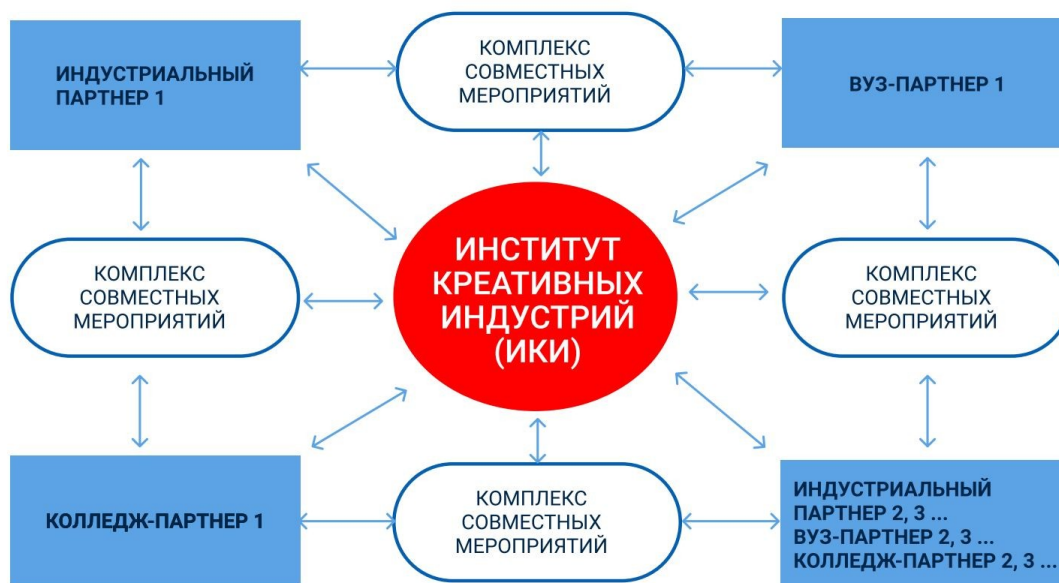 ИНДУСТРИАЛЬНЫЙ
ПАРТНЕР 1
КОМПЛЕКС
СОВМЕСТНЫХ
МЕРОПРИЯТИЙ
ВУЗ-ПАРТНЕР 1
КОМПЛЕКС
СОВМЕСТНЫХ
МЕРОПРИЯТИЙ
ИНСТИТУТ
КРЕАТИВНЫХ
ИНДУСТРИЙ
(ИКИ)
КОМПЛЕКС
СОВМЕСТНЫХ
МЕРОПРИЯТИЙ
КОЛЛЕДЖ-ПАРТНЕР 1
КОМПЛЕКС
СОВМЕСТНЫХ
МЕРОПРИЯТИЙ
ИНДУСТРИАЛЬНЫЙ
ПАРТНЕР 2, 3 ...
ВУЗ-ПАРТНЕР 2, 3 ...
КОЛЛЕДЖ-ПАРТНЕР 2, 3 ...